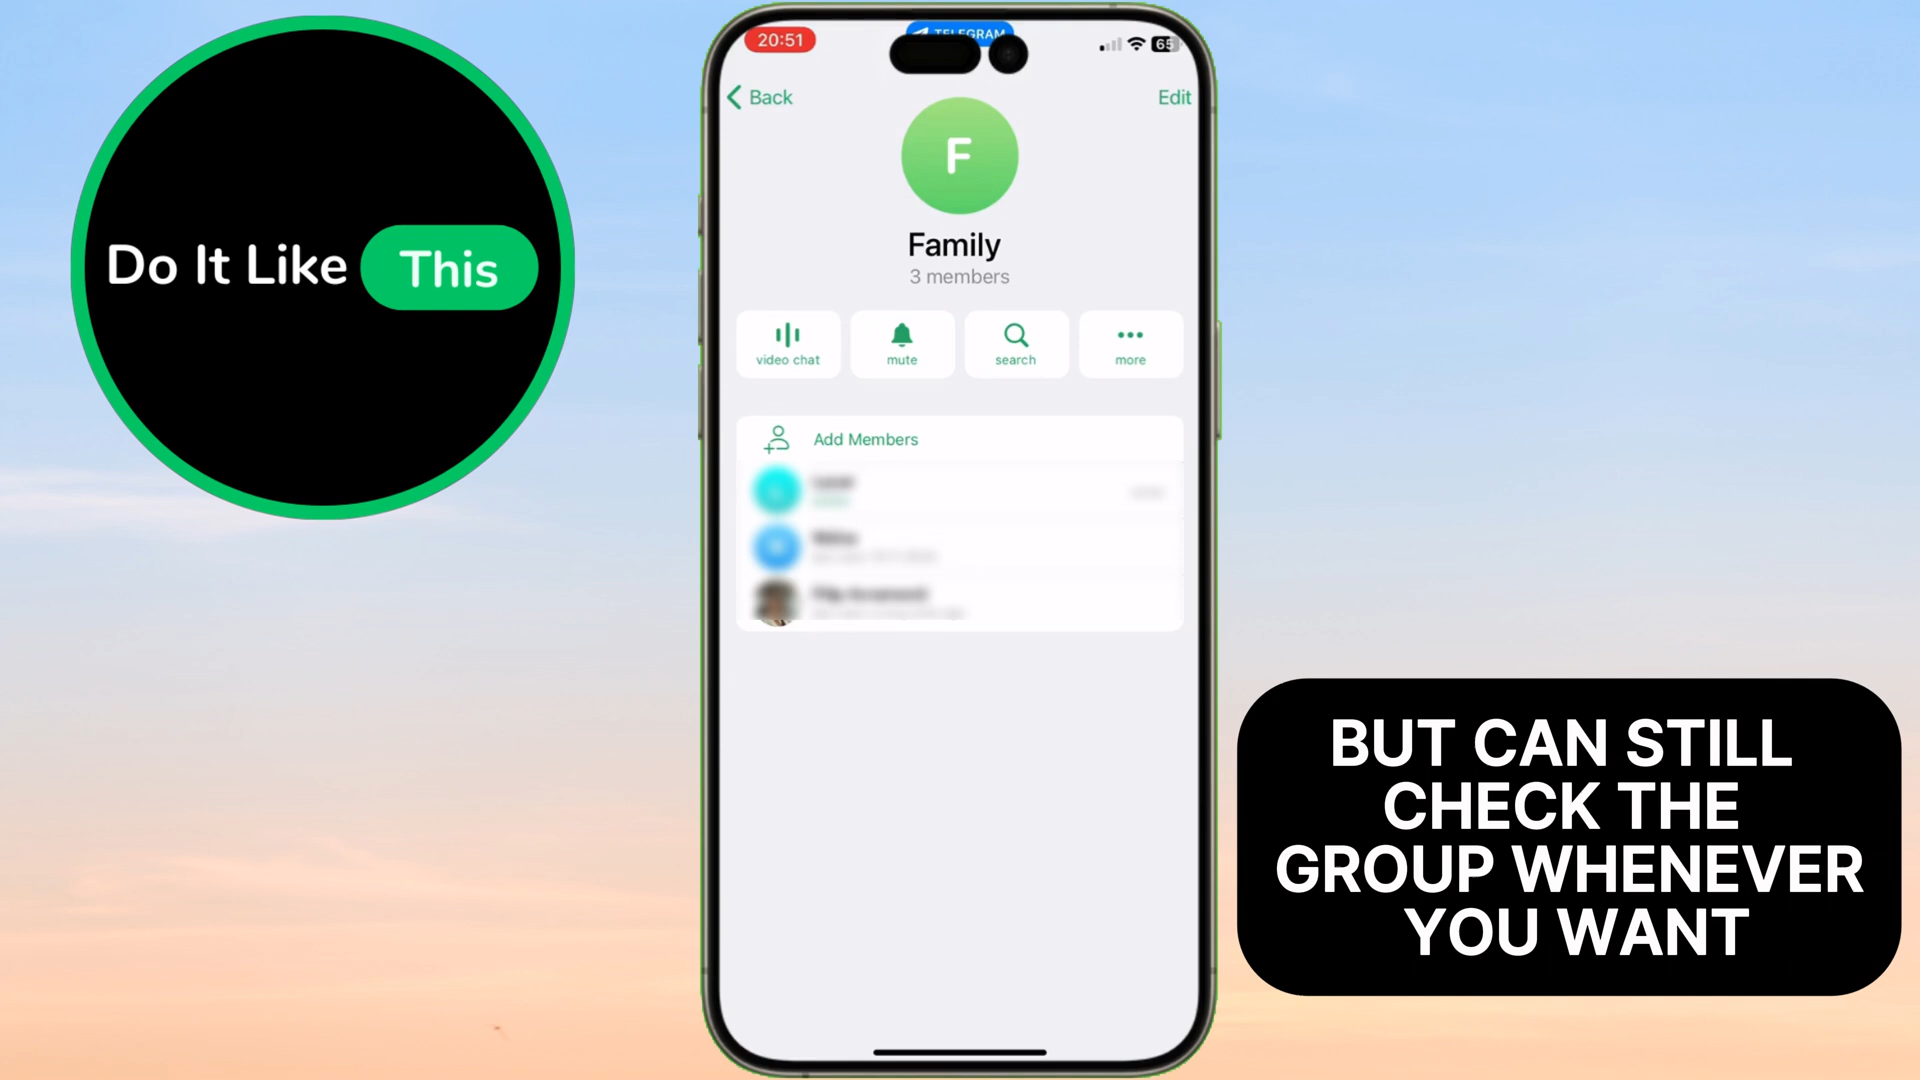 Do It Like This
20:51
TELEGRAM
65
Back
Edit
F
Family
3 members
video chat
mute
search
more
Add Members
BUT CAN STILL
CHECK THE
GROUP WHENEVER
YOU WANT